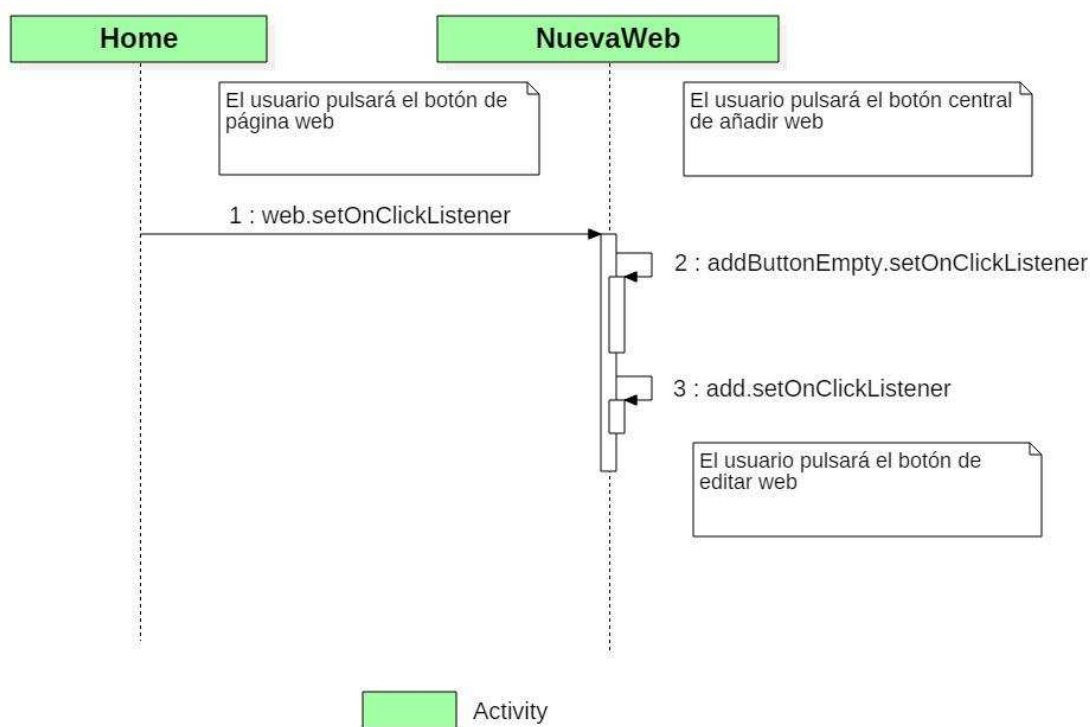 Home
NuevaWeb
El usuario pulsará el botón de
página web
El usuario pulsará el botón central
de añadir web
1 : web.setOnClickListener
2 : addButtonEmpty.setOnClickListener
3 : add.setOnClickListener
El usuario pulsará el botón de
editar web
Activity